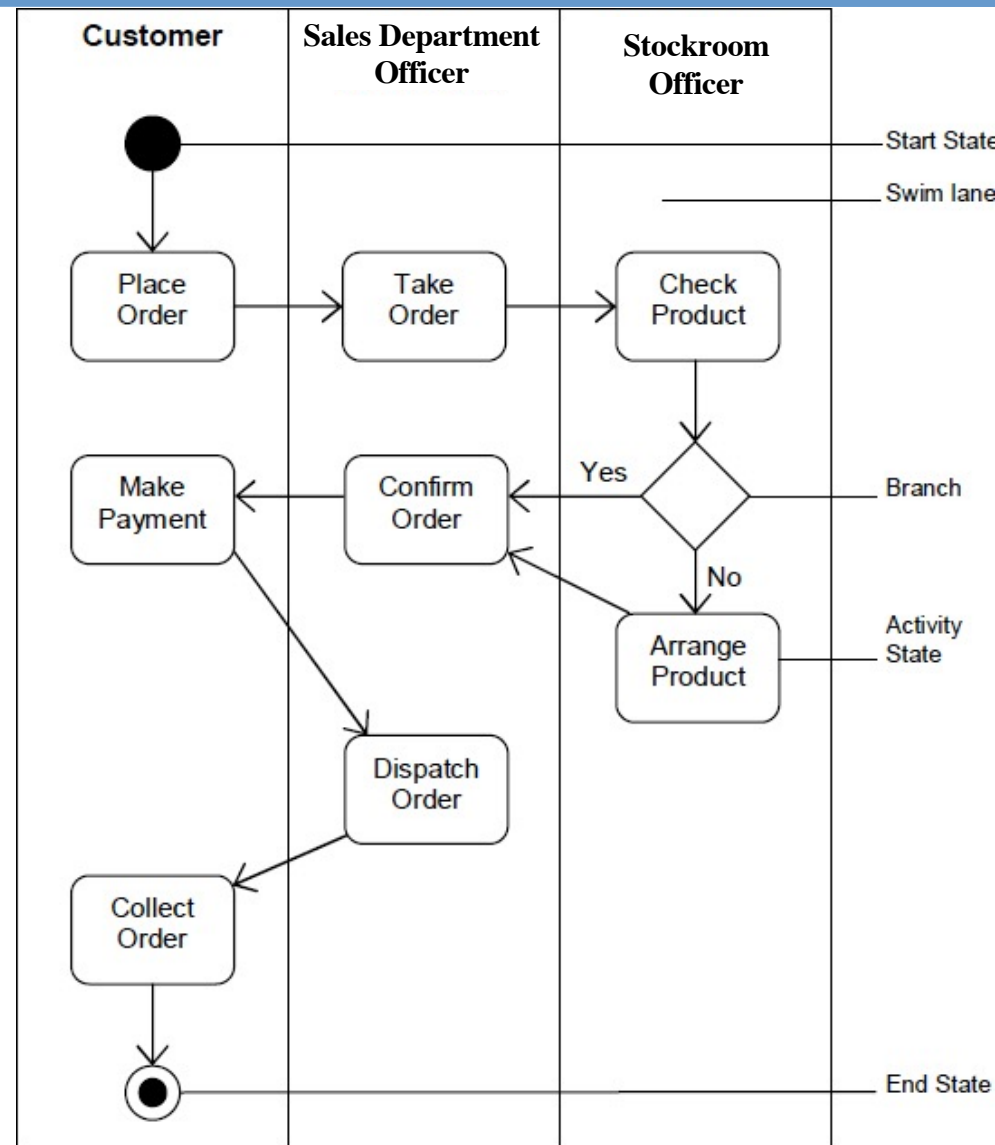 Customer
Sales Department
Officer
Stockroom
Officer
Start State
Swim lane
Place
Order
Take
Order
Check
Product
Make
Payment
Confirm
Order
Yes
Branch
No
Arrange
Product
Activity
State
Dispatch
Order
Collect
Order
End State